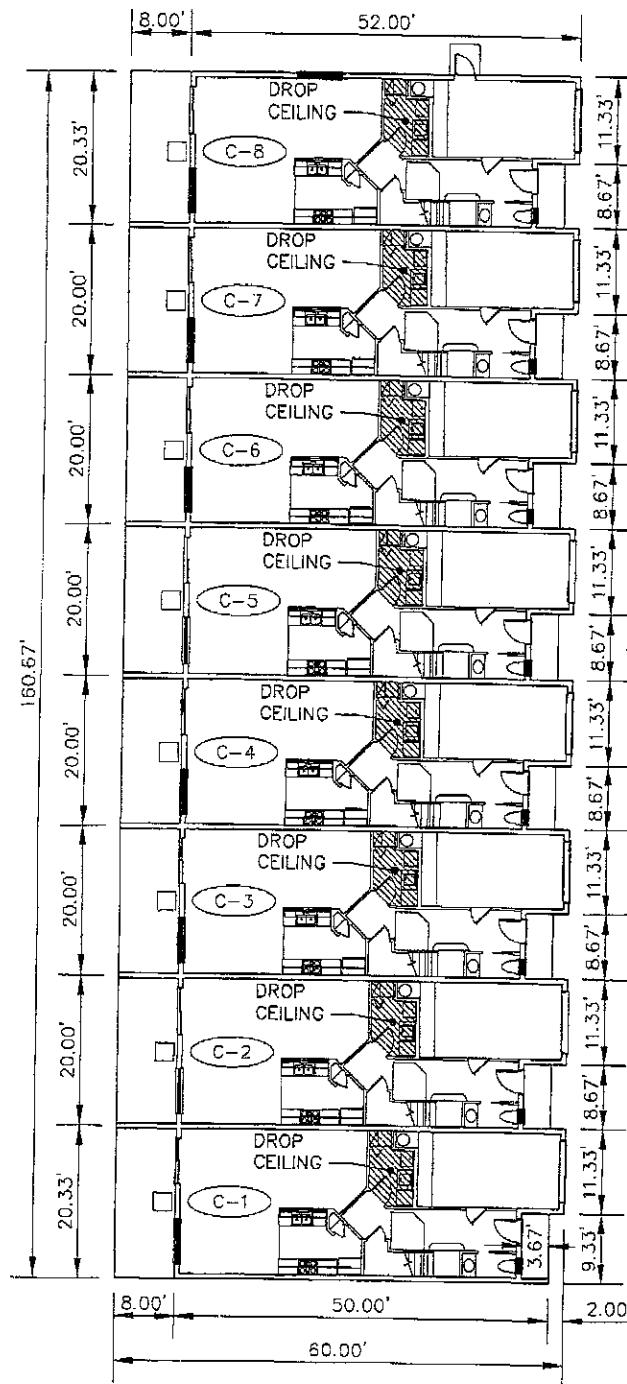 8.00'
52.00'
DROP
CEILING
C-8
20.33'
11.33'
8.67'
DROP
CEILING
C-7
20.00'
11.33'
8.67'
DROP
CEILING
C-6
20.00'
11.33'
8.67'
DROP
CEILING
C-5
20.00'
11.33'
8.67'
160.67'
DROP
CEILING
C-4
20.00'
11.33'
8.67'
DROP
CEILING
C-3
20.00'
11.33'
8.67'
DROP
CEILING
C-2
20.00'
11.33'
8.67'
DROP
CEILING
C-1
20.33'
11.33'
3.67'
9.33'
8.00'
50.00'
2.00
60.00'